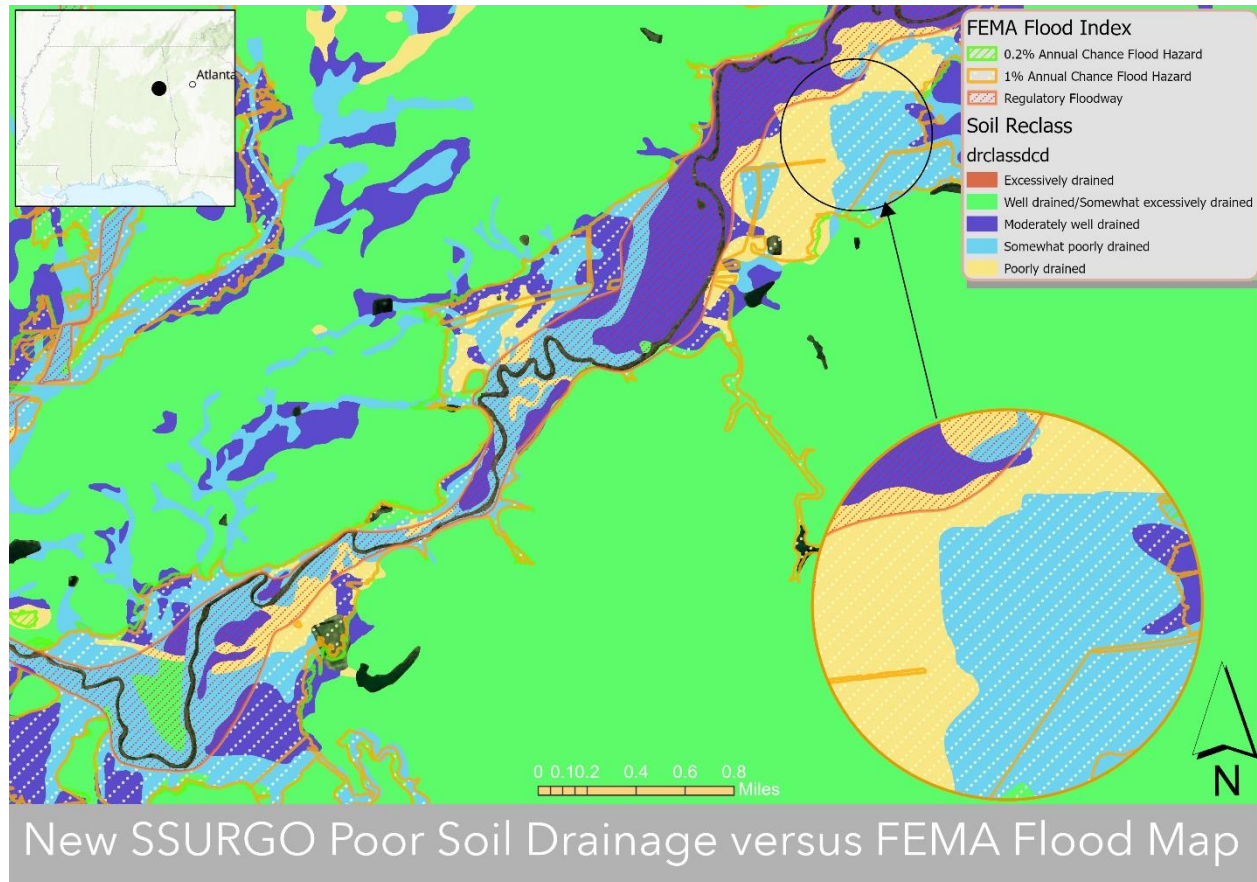 Atlanta
FEMA Flood Index
0.2% Annual Chance Flood Hazard
1% Annual Chance Flood Hazard
Regulatory Floodway
Soil Reclass
drclassdcd
Excessively drained
Well drained/Somewhat excessively drained
Moderately well drained
Somewhat poorly drained
Poorly drained
0 0.10.2 0.4 0.6 0.8
Miles
N
New SSURGO Poor Soil Drainage versus FEMA Flood Map